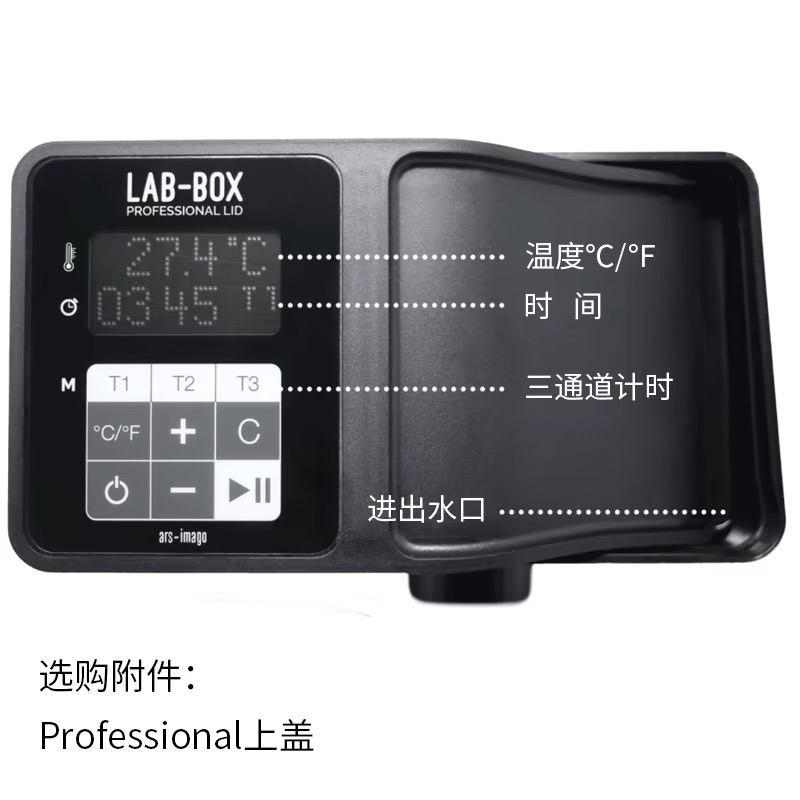 LAB-BOX
PROFESSIONAL LID
27.4°C
温度°C/°F
03 45 T1
时 间
M
T1 T2 T3
三通道计时
°C/°F + C
−
进出水口
ars-imago
选购附件：
Professional上盖